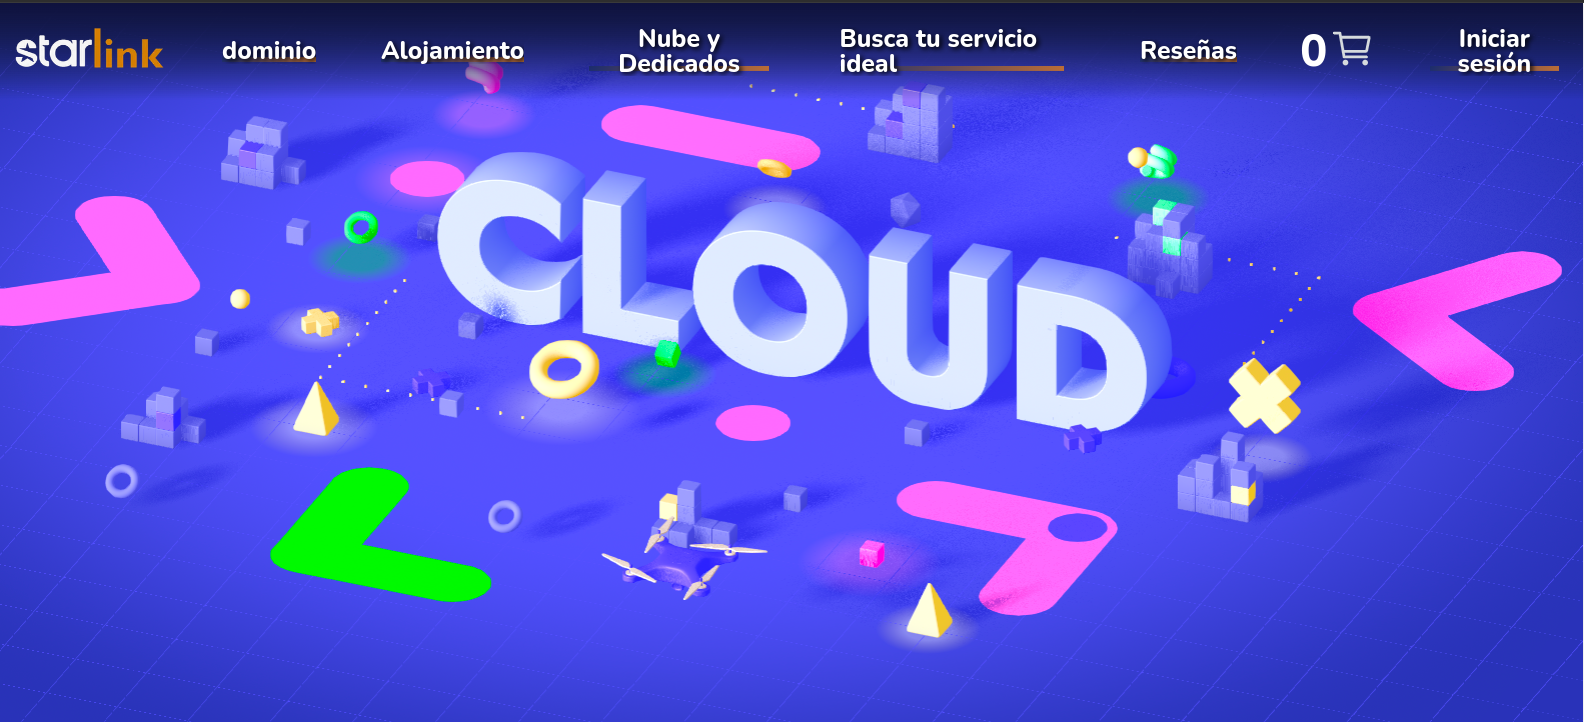 starlink
dominio
Alojamiento
Nube y
Dedicados
Busca tu servicio
ideal
Reseñas
0
Iniciar
sesión
CLOUD